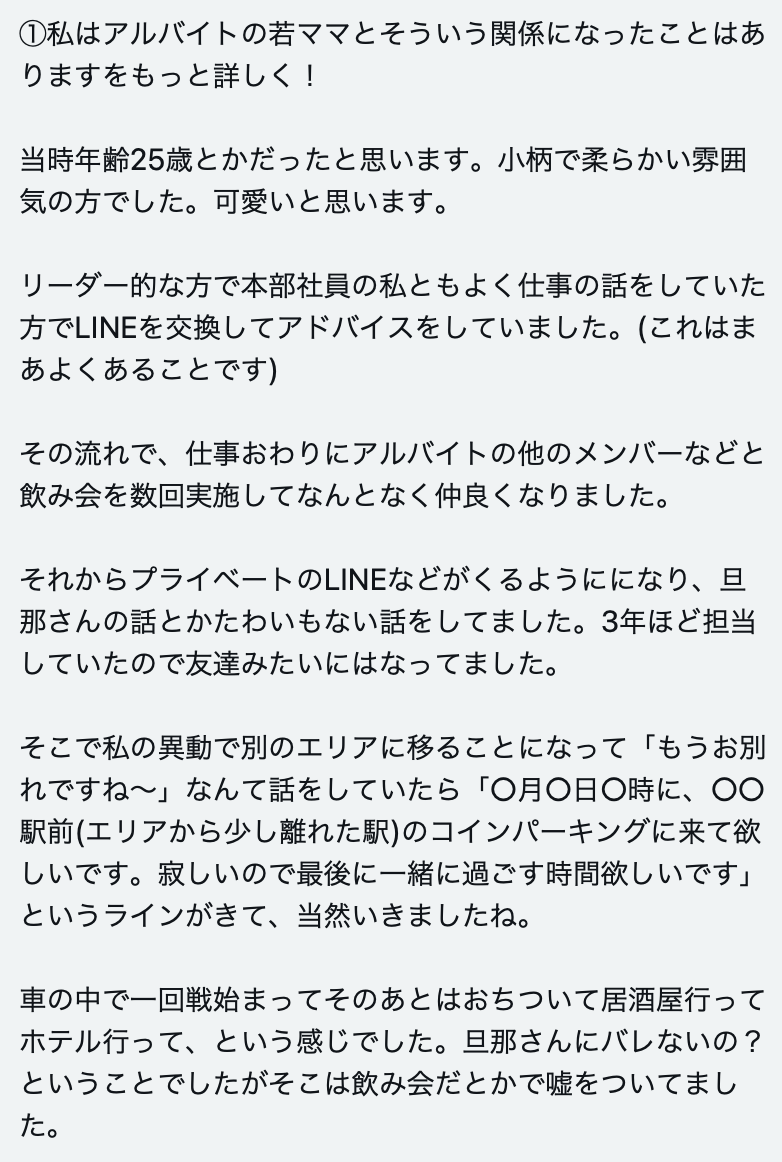 ①私はアルバイトの若ママとそういう関係になったことはあ
りますをもっと詳しく！
当時年齢25歳とかだったと思います。小柄で柔らかい雰囲
気の方でした。可愛いと思います。
リーダー的な方で本部社員の私ともよく仕事の話をしていた
方でLINEを交換してアドバイスをしていました。(これはま
あよくあることです)
その流れで、仕事おわりにアルバイトの他のメンバーなどと
飲み会を数回実施してなんとなく仲良くなりました。
それからプライベートのLINEなどがくるようにになり、旦
那さんの話とかたわいもない話をしてました。3年ほど担当
していたので友達みたいにはなってました。
そこで私の異動で別のエリアに移ることになって「もうお別
れですね〜」なんて話をしていたら「〇月〇日〇時に、〇〇
駅前(エリアから少し離れた駅)のコインパーキングに来て欲
しいです。寂しいので最後に一緒に過ごす時間欲しいです」
というラインがきて、当然いきましたね。
車の中で一回戦始まってそのあとはおちついて居酒屋行って
ホテル行って、という感じでした。旦那さんにバレないの？
ということでしたがそこは飲み会だとかで嘘をついてまし
た。